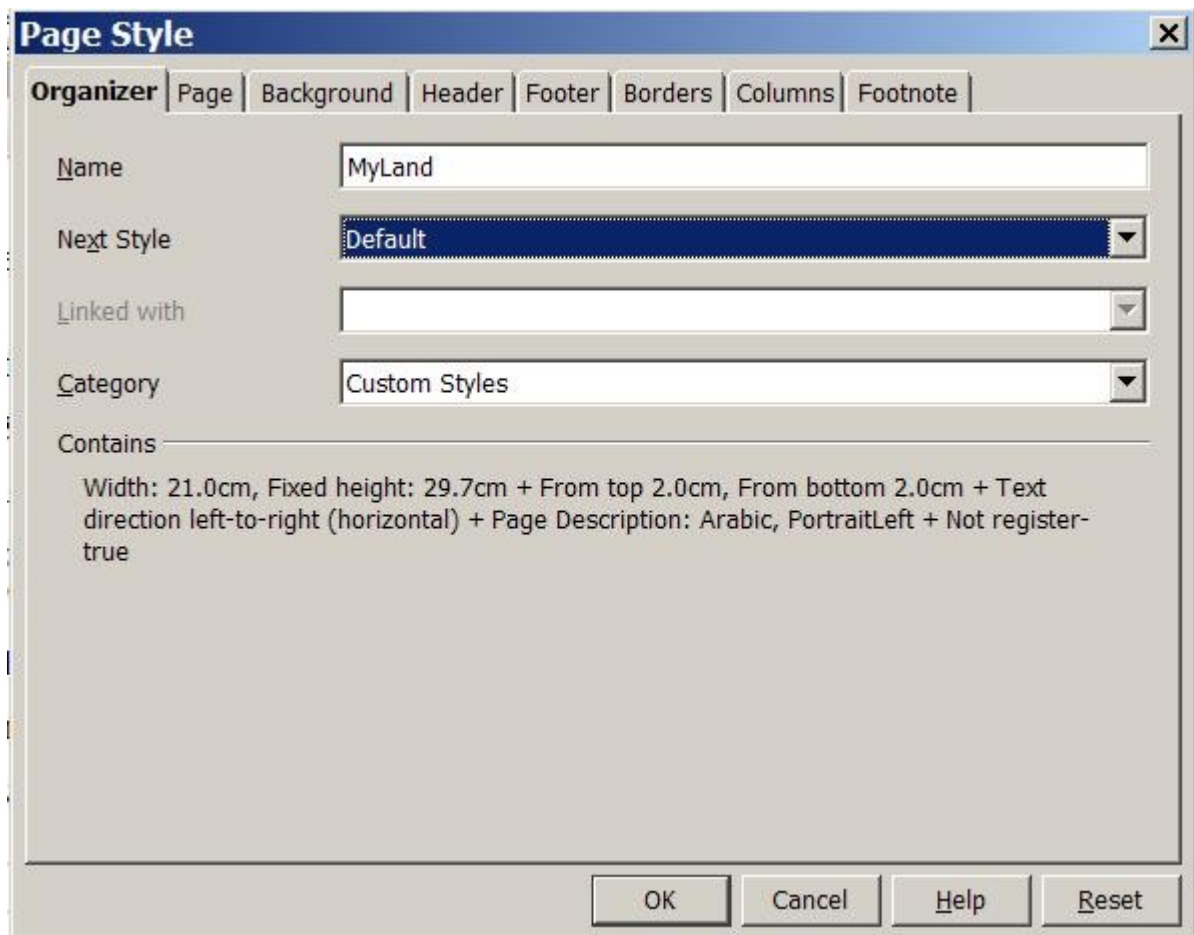 Page Style
Organizer Page Background Header Footer Borders Columns Footnote
Name MyLand
Next Style Default
Linked with
Category Custom Styles
Contains
Width: 21.0cm, Fixed height: 29.7cm + From top 2.0cm, From bottom 2.0cm + Text
direction left-to-right (horizontal) + Page Description: Arabic, PortraitLeft + Not register-
true
OK Cancel Help Reset